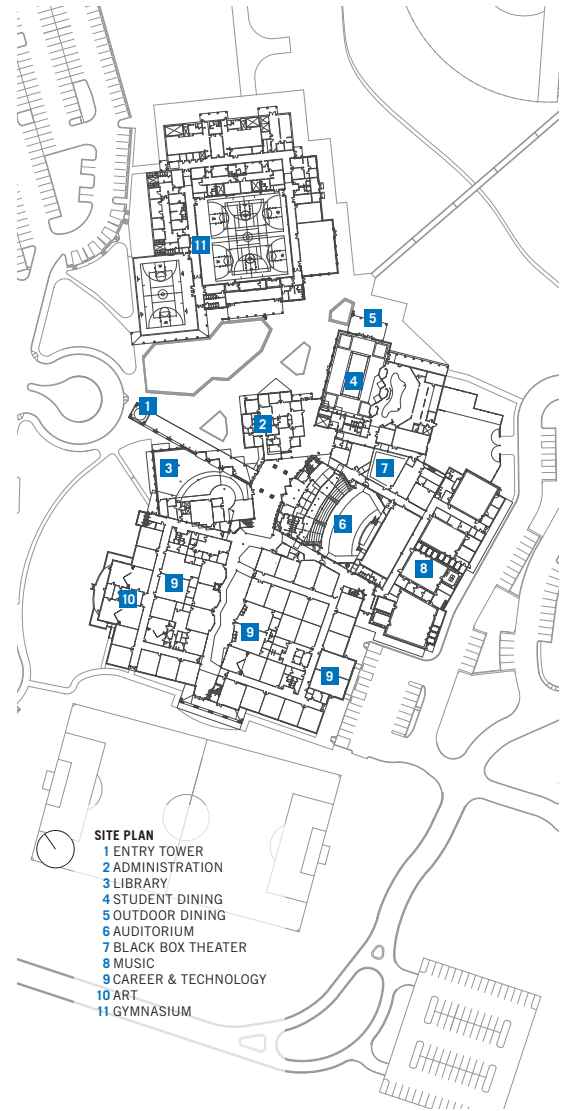 11
5
4
1
2
3
7
6
8
9
10
9
9
SITE PLAN
1 ENTRY TOWER
2 ADMINISTRATION
3 LIBRARY
4 STUDENT DINING
5 OUTDOOR DINING
6 AUDITORIUM
7 BLACK BOX THEATER
8 MUSIC
9 CAREER & TECHNOLOGY
10 ART
11 GYMNASIUM